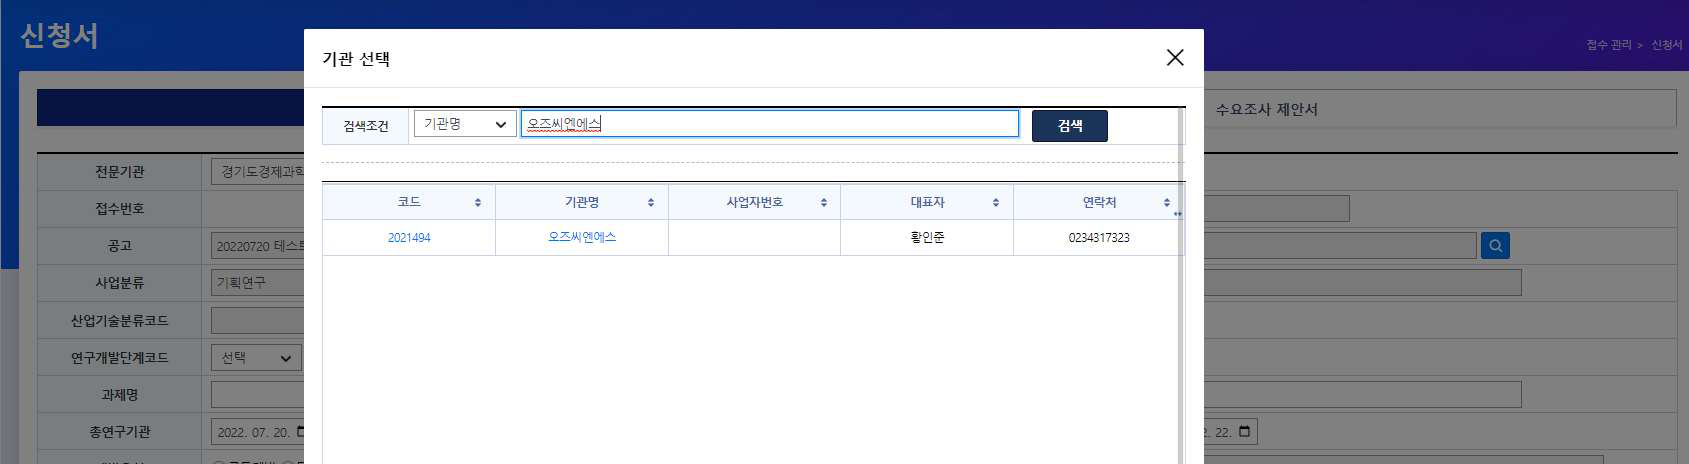 신청서
접수 관리 > 신청서
기관 선택
수요조사 제안서
검색조건 기관명 오즈씨엔에스 검색
코드 기관명 사업자번호 대표자 연락처
2021494 오즈씨엔에스 황인준 0234317323
전문기관 경기도경제과학
접수번호
공고 20220720 테스트
사업분류 기획연구
산업기술분류코드
연구개발단계코드 선택
과제명
총연구기관 2022. 07. 20. 22.